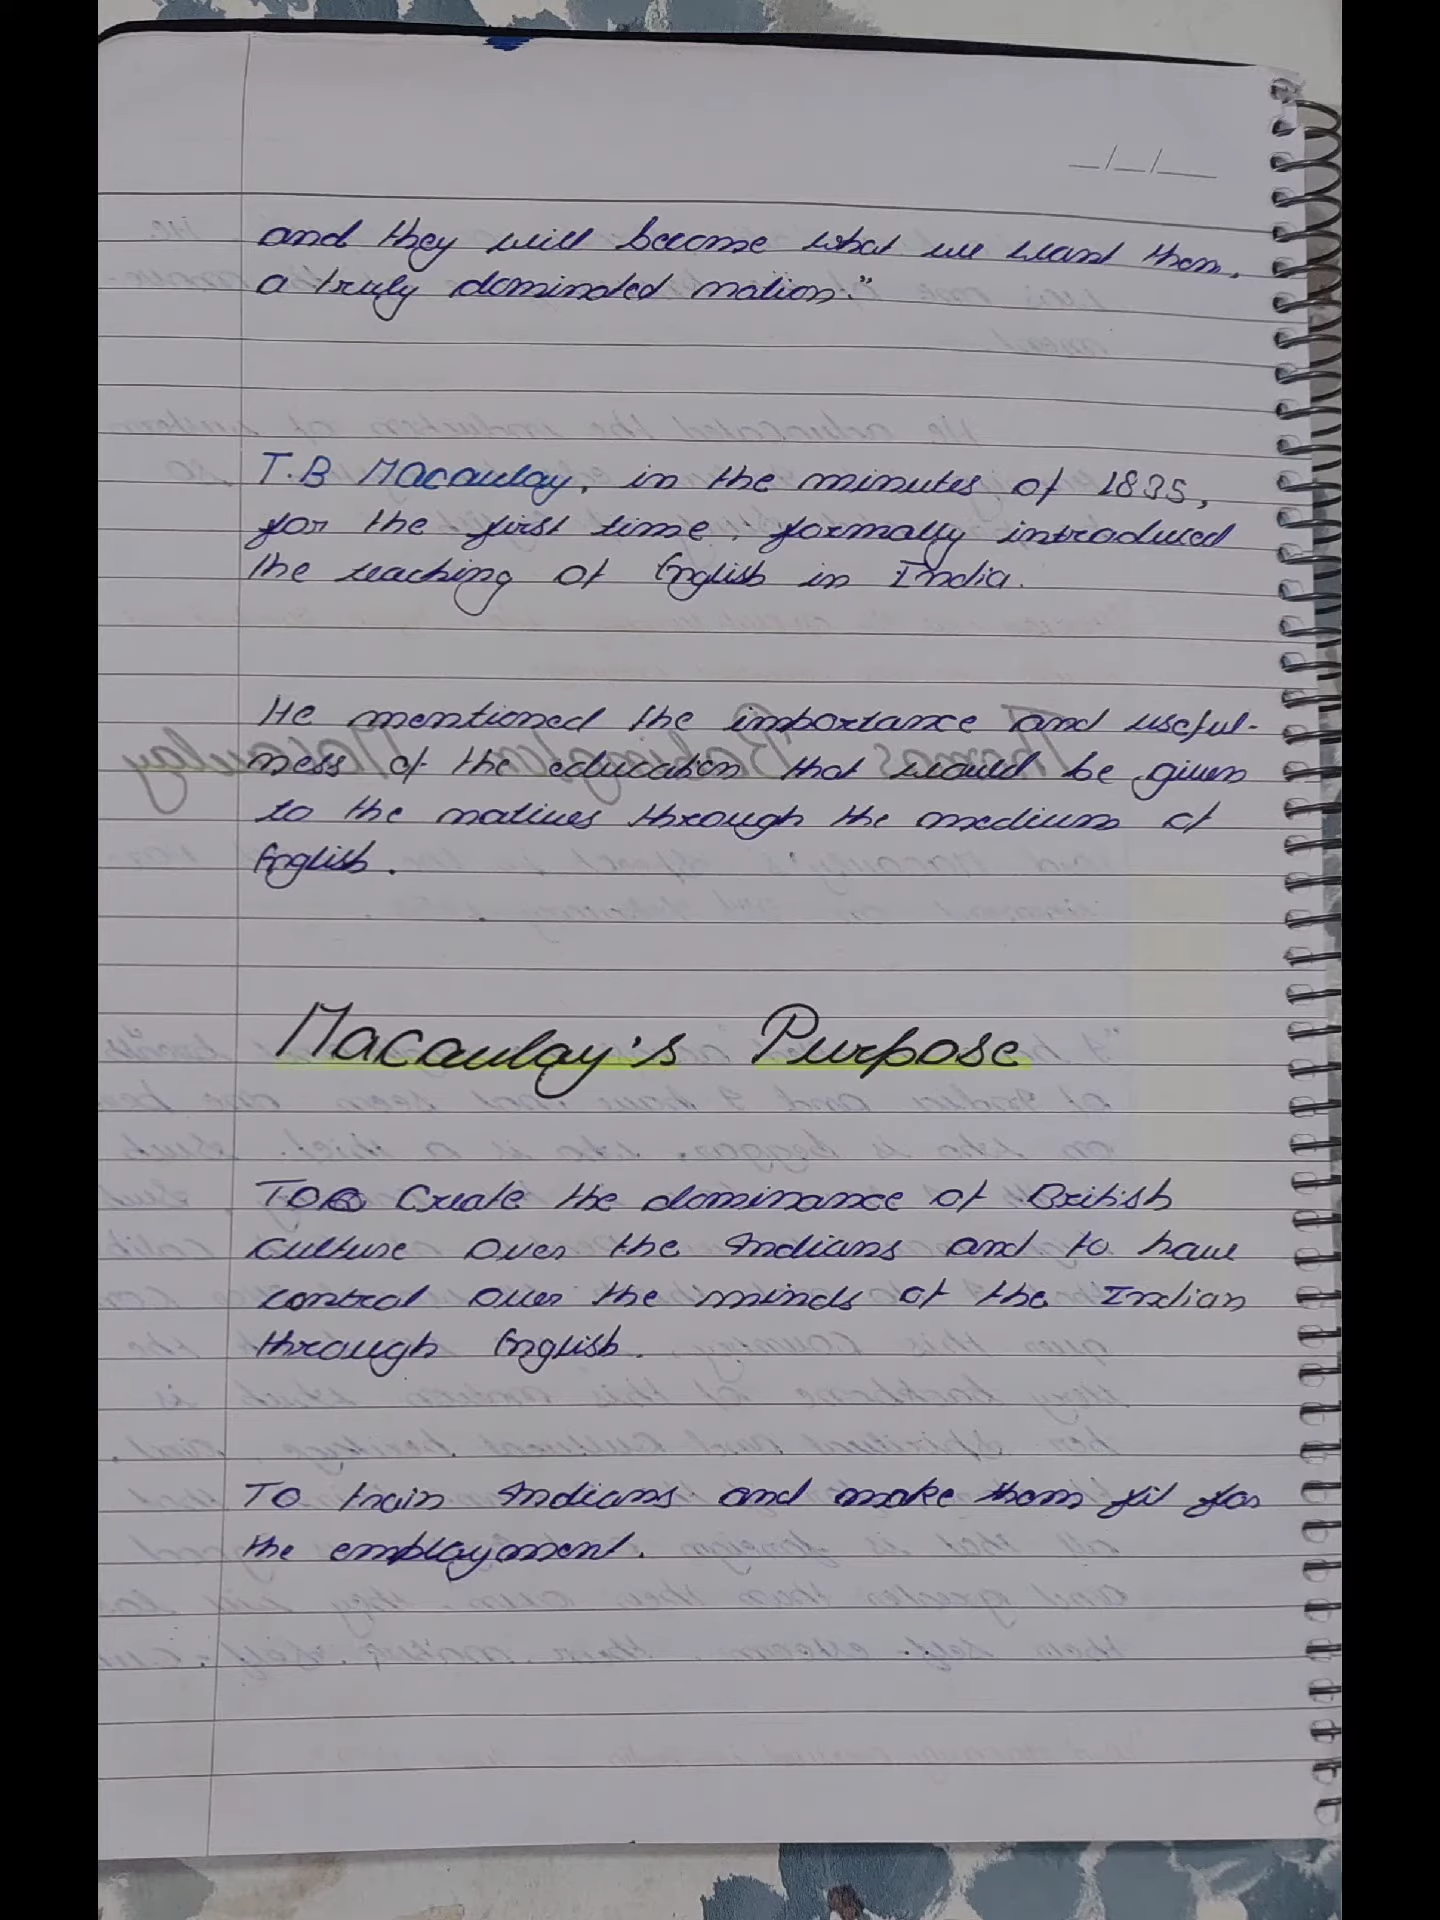 and they will become what we want them,
a truly dominated nation."
T.B Macaulay, in the minutes of 1835,
for the first time, formally introduced
the teaching of English in India.
He mentioned the importance and useful-
ness of the education that would be given
to the natives through the medium of
English.
Macaulay's Purpose
To Create the dominance of British
Culture over the Indians and to have
control over the minds of the Indian
through English.
To train Indians and make them fit for
the employment.